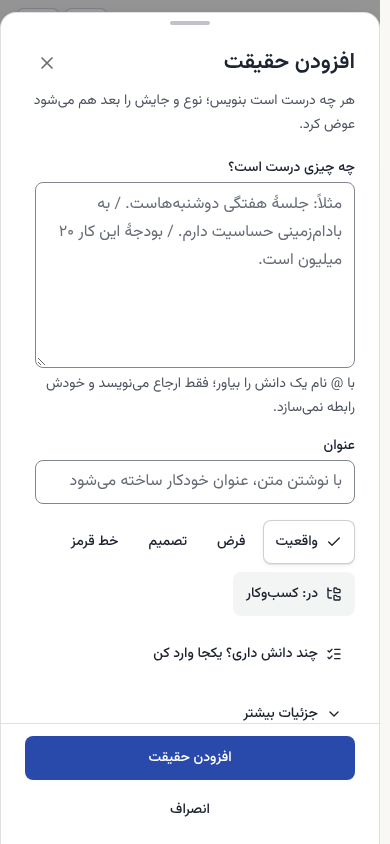 افزودن حقیقت
هر چه درست است بنویس؛ نوع و جایش را بعد هم می‌شود
عوض کرد.
چه چیزی درست است؟
مثلاً: جلسهٔ هفتگی دوشنبه‌هاست. / به
بادام‌زمینی حساسیت دارم. / بودجهٔ این کار ۲۰
میلیون است.
با @ نام یک دانش را بیاور؛ فقط ارجاع می‌نویسد و خودش
رابطه نمی‌سازد.
عنوان
با نوشتن متن، عنوان خودکار ساخته می‌شود
واقعیت فرض تصمیم خط قرمز
در: کسب‌وکار
چند دانش داری؟ یکجا وارد کن
جزئیات بیشتر
افزودن حقیقت
انصراف